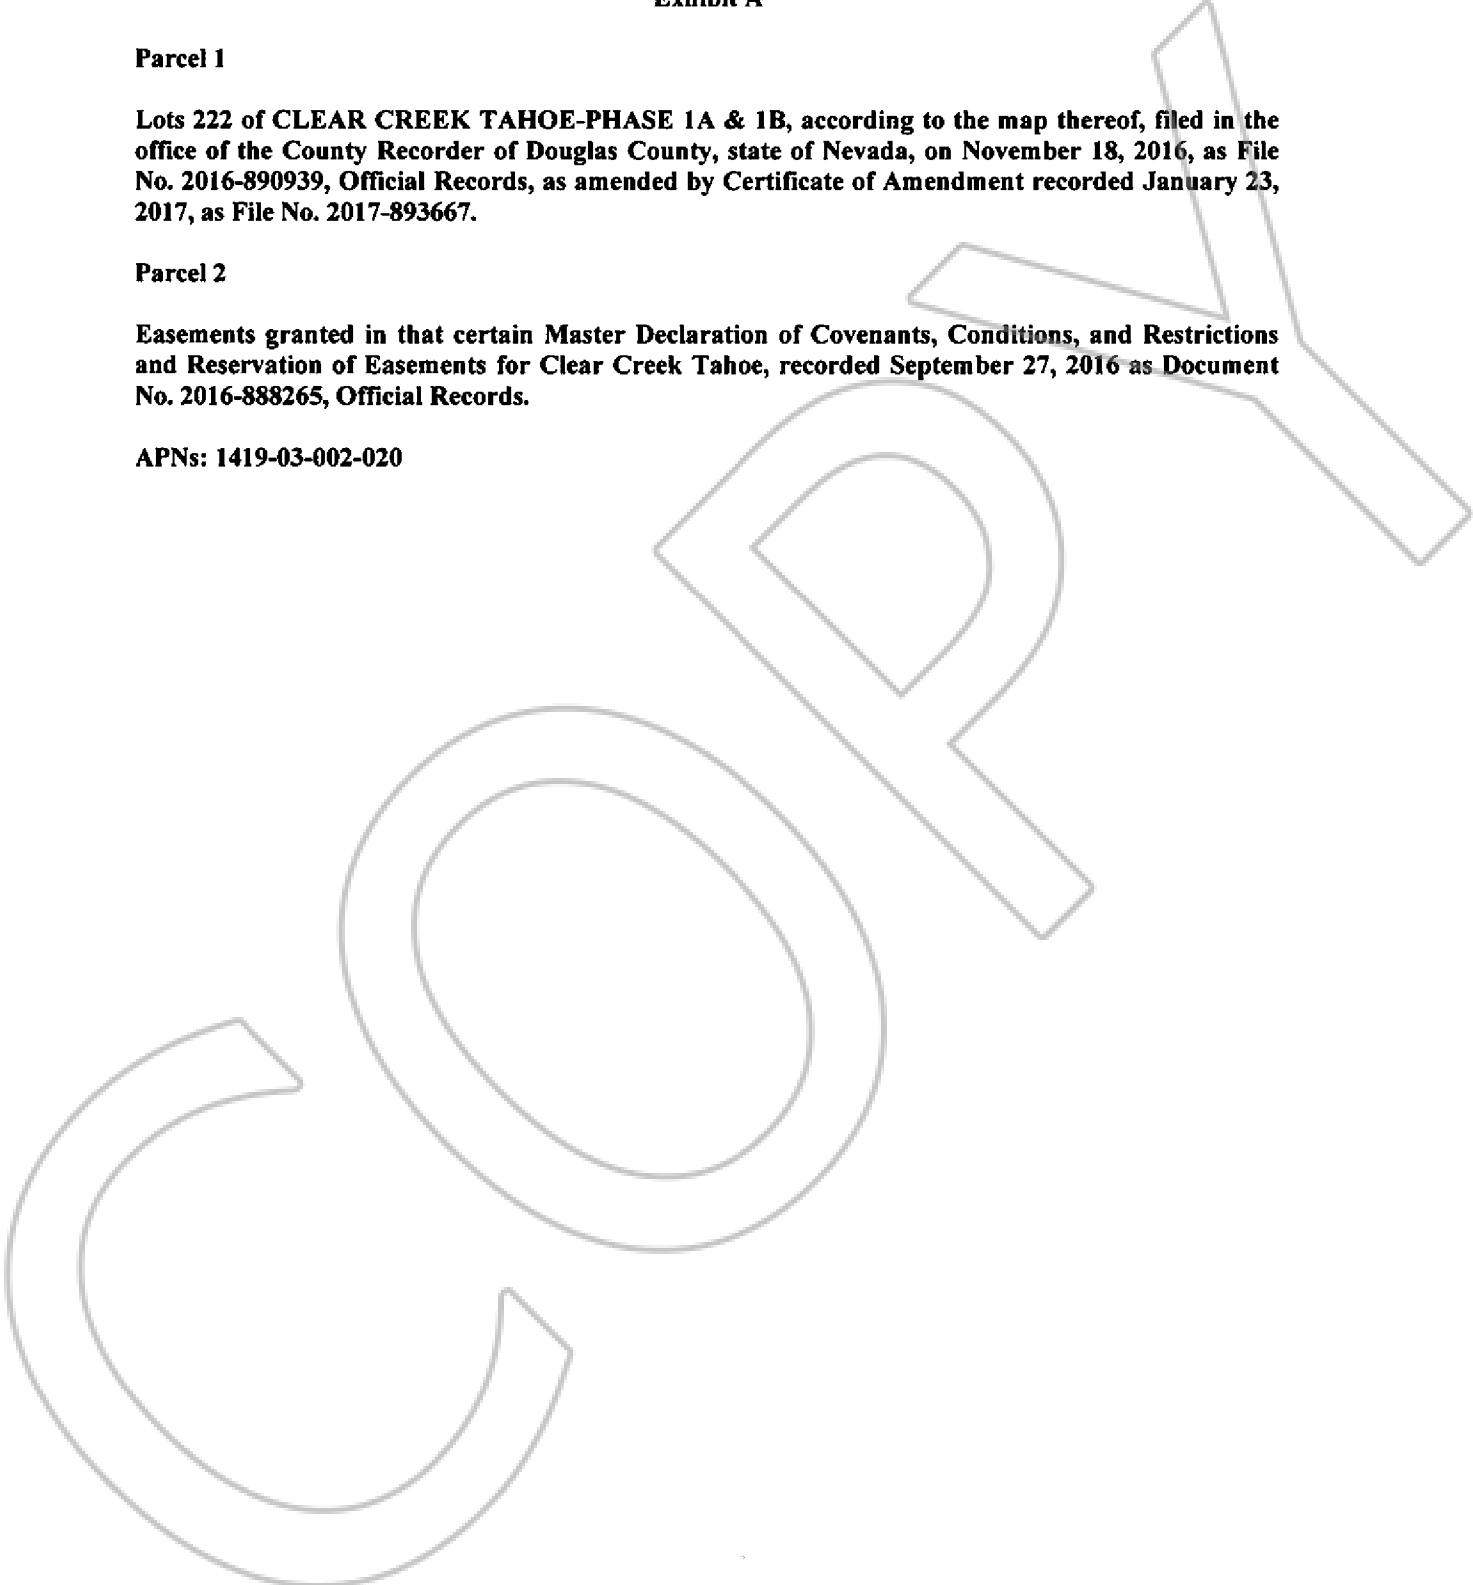 Exhibit A
Parcel 1
Lots 222 of CLEAR CREEK TAHOE-PHASE 1A & 1B, according to the map thereof, filed in the
office of the County Recorder of Douglas County, state of Nevada, on November 18, 2016, as File
No. 2016-890939, Official Records, as amended by Certificate of Amendment recorded January 23,
2017, as File No. 2017-893667.
Parcel 2
Easements granted in that certain Master Declaration of Covenants, Conditions, and Restrictions
and Reservation of Easements for Clear Creek Tahoe, recorded September 27, 2016 as Document
No. 2016-888265, Official Records.
APNs: 1419-03-002-020
COPY